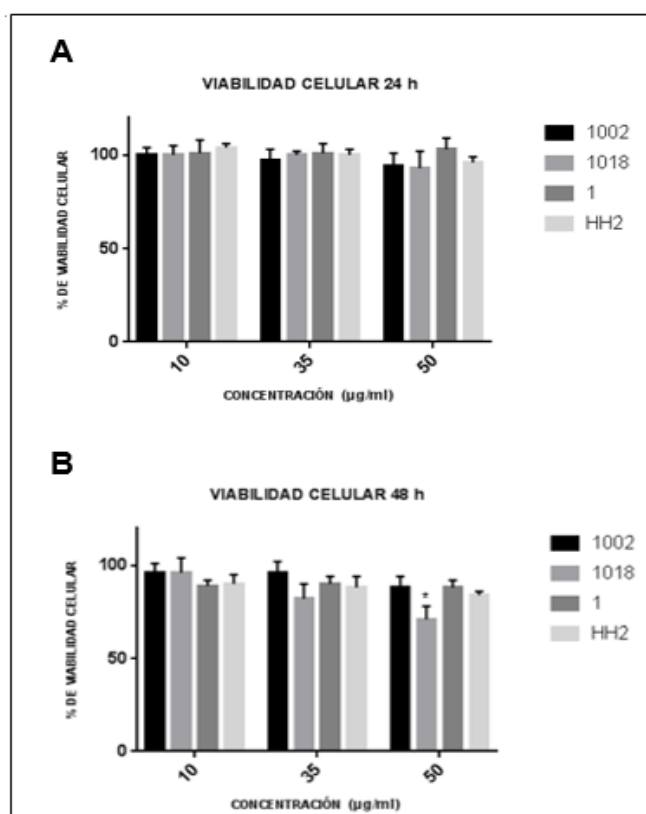 A
VIABILIDAD CELULAR 24 h
% DE VIABILIDAD CELULAR
100
50
0
10
35
50
CONCENTRACIÓN (µg/ml)
1002
1018
1
HH2
B
VIABILIDAD CELULAR 48 h
% DE VIABILIDAD CELULAR
100
50
0
*
10
35
50
CONCENTRACIÓN (µg/ml)
1002
1018
1
HH2